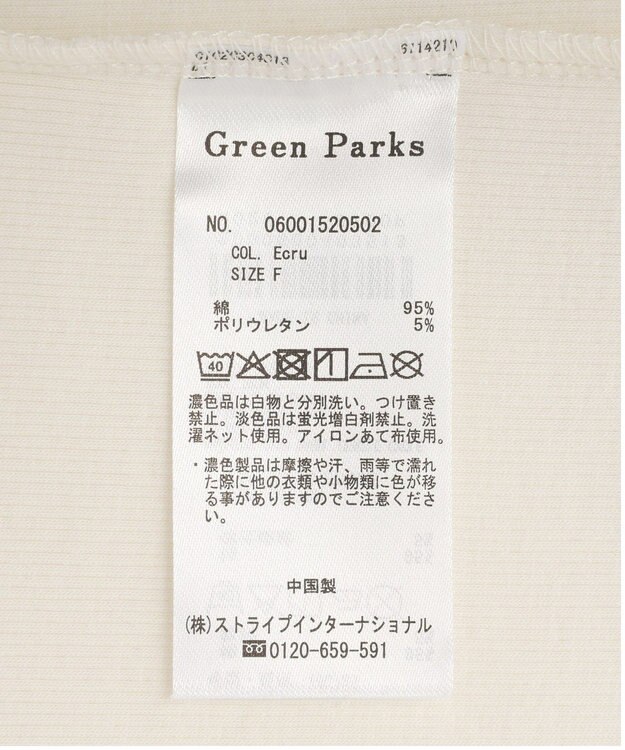 Green Parks
NO. 06001520502
COL. Ecru
SIZE F
綿 95%
ポリウレタン 5%
40
濃色品は白物と分別洗い。つけ置き
禁止。淡色品は蛍光増白剤禁止。洗
濯ネット使用。アイロンあて布使用。
・濃色製品は摩擦や汗、雨等で濡れ
た際に他の衣類や小物類に色が移
る事がありますのでご注意くださ
い。
中国製
(株)ストライプインターナショナル
0120-659-591